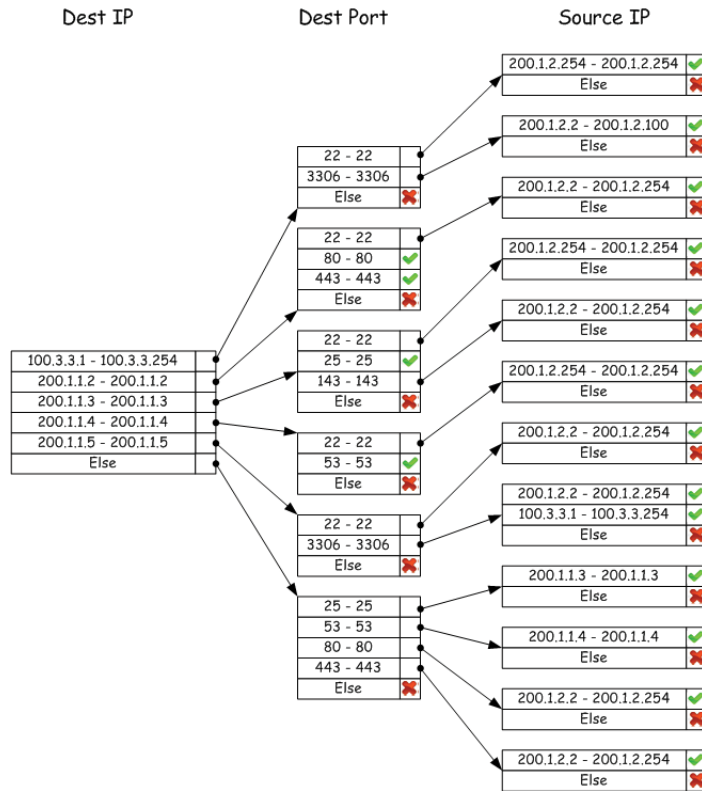 Dest IP
Dest Port
Source IP
100.3.3.1 - 100.3.3.254
200.1.1.2 - 200.1.1.2
200.1.1.3 - 200.1.1.3
200.1.1.4 - 200.1.1.4
200.1.1.5 - 200.1.1.5
Else
22 - 22
3306 - 3306
Else
22 - 22
80 - 80
443 - 443
Else
22 - 22
25 - 25
143 - 143
Else
22 - 22
53 - 53
Else
22 - 22
3306 - 3306
Else
25 - 25
53 - 53
80 - 80
443 - 443
Else
200.1.2.254 - 200.1.2.254
Else
200.1.2.2 - 200.1.2.100
Else
200.1.2.2 - 200.1.2.254
Else
200.1.2.254 - 200.1.2.254
Else
200.1.2.2 - 200.1.2.254
Else
200.1.2.254 - 200.1.2.254
Else
200.1.2.2 - 200.1.2.254
Else
200.1.2.2 - 200.1.2.254
100.3.3.1 - 100.3.3.254
Else
200.1.1.3 - 200.1.1.3
Else
200.1.1.4 - 200.1.1.4
Else
200.1.2.2 - 200.1.2.254
Else
200.1.2.2 - 200.1.2.254
Else